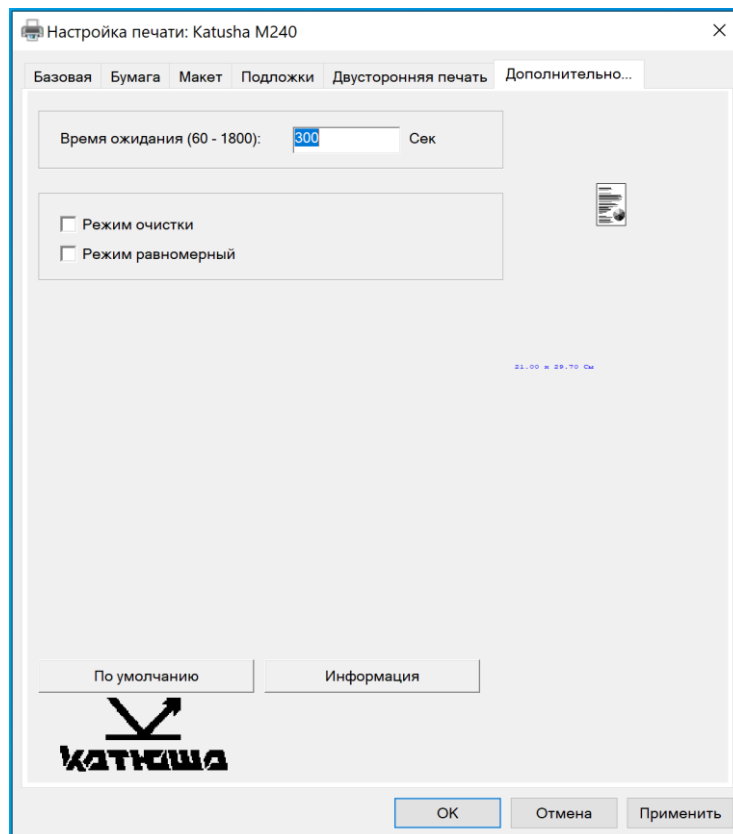 Настройка печати: Katusha M240
Базовая Бумага Макет Подложки Двусторонняя печать Дополнительно...
Время ожидания (60 - 1800): 300 Сек
Режим очистки
Режим равномерный
21.00 x 29.70 См
По умолчанию Информация
катюша
OK Отмена Применить